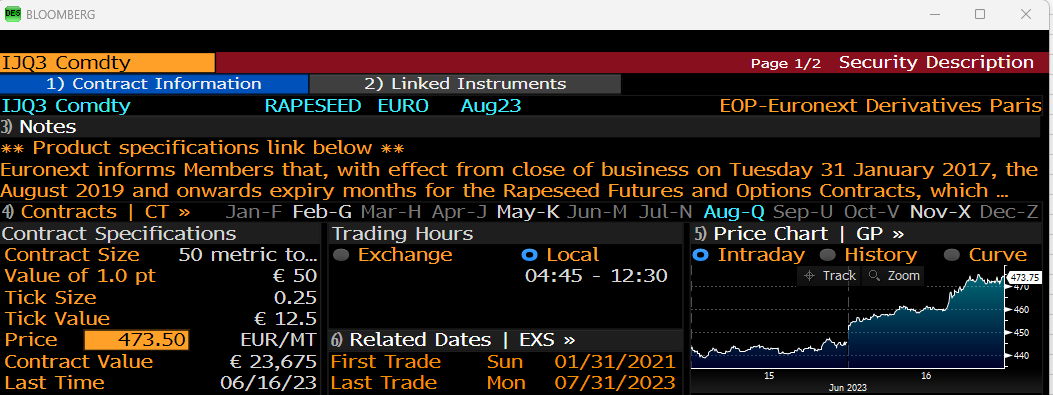 DES BLOOMBERG
IJQ3 Comdty Page 1/2 Security Description
1) Contract Information 2) Linked Instruments
IJQ3 Comdty RAPESEED EURO Aug23 EOP-Euronext Derivatives Paris
3) Notes
** Product specifications link below **
Euronext informs Members that, with effect from close of business on Tuesday 31 January 2017, the
August 2019 and onwards expiry months for the Rapeseed Futures and Options Contracts, which ...
4) Contracts | CT » Jan-F Feb-G Mar-H Apr-J May-K Jun-M Jul-N Aug-Q Sep-U Oct-V Nov-X Dec-Z
Contract Specifications
Contract Size 50 metric to...
Value of 1.0 pt € 50
Tick Size 0.25
Tick Value € 12.5
Price 473.50 EUR/MT
Contract Value € 23,675
Last Time 06/16/23
Trading Hours
Exchange Local
04:45 - 12:30
6) Related Dates | EXS »
First Trade Sun 01/31/2021
Last Trade Mon 07/31/2023
5) Price Chart | GP »
Intraday History Curve
Track Zoom
473.75
470
460
450
440
15 16
Jun 2023